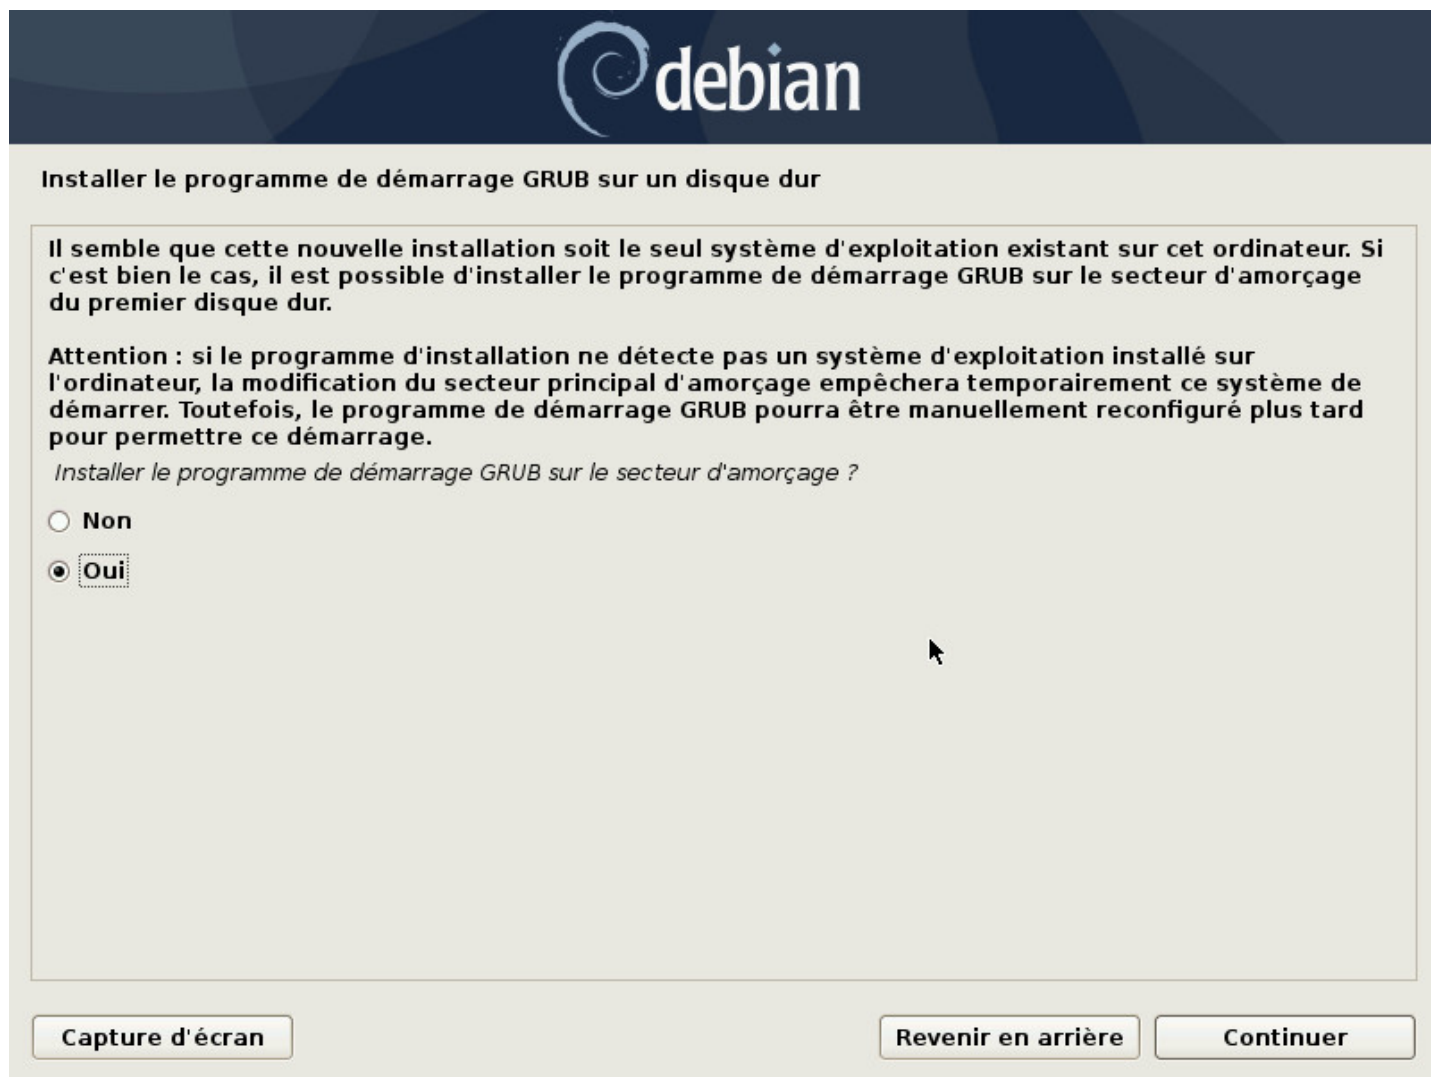 debian
Installer le programme de démarrage GRUB sur un disque dur
Il semble que cette nouvelle installation soit le seul système d'exploitation existant sur cet ordinateur. Si
c'est bien le cas, il est possible d'installer le programme de démarrage GRUB sur le secteur d'amorçage
du premier disque dur.
Attention : si le programme d'installation ne détecte pas un système d'exploitation installé sur
l'ordinateur, la modification du secteur principal d'amorçage empêchera temporairement ce système de
démarrer. Toutefois, le programme de démarrage GRUB pourra être manuellement reconfiguré plus tard
pour permettre ce démarrage.
Installer le programme de démarrage GRUB sur le secteur d'amorçage ?
Non
Oui
Capture d'écran
Revenir en arrière
Continuer